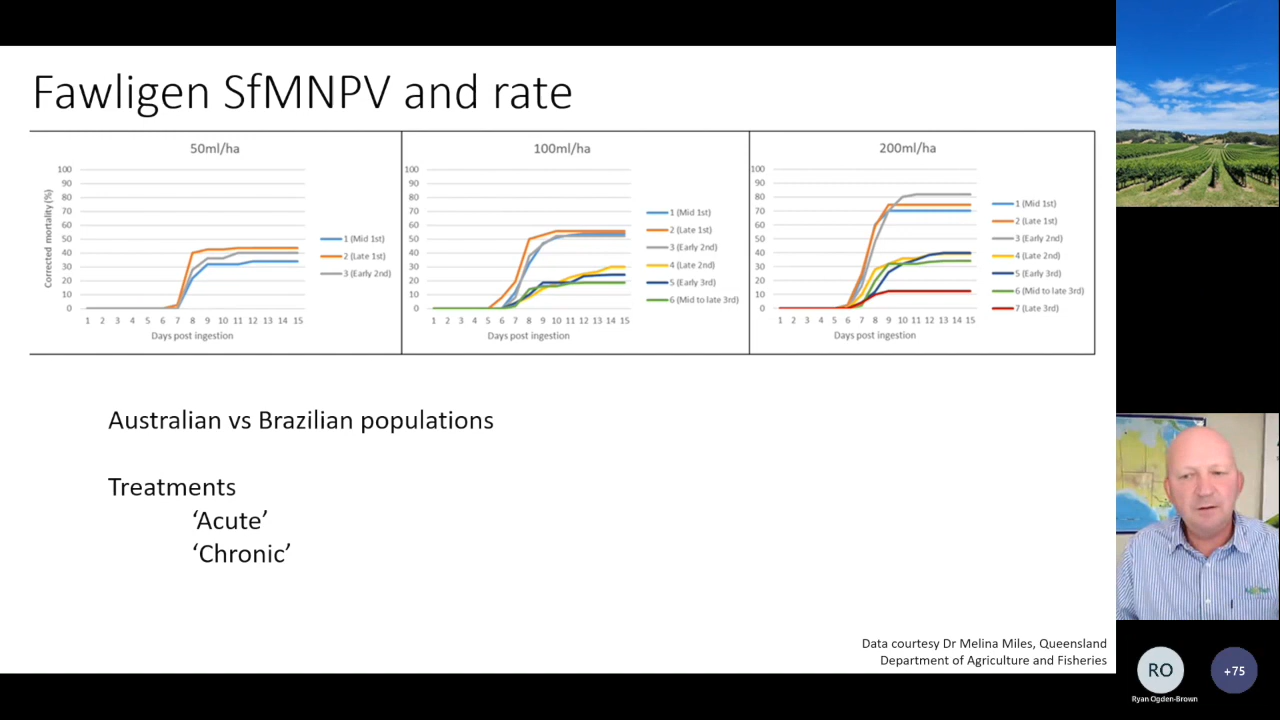 Fawligen SfMNPV and rate
50ml/ha
Corrected mortality (%)
100
90
80
70
60
50
40
30
20
10
0
1 2 3 4 5 6 7 8 9 10 11 12 13 14 15
Days post ingestion
1 (Mid 1st)
2 (Late 1st)
3 (Early 2nd)
100ml/ha
100
90
80
70
60
50
40
30
20
10
0
1 2 3 4 5 6 7 8 9 10 11 12 13 14 15
Days post ingestion
1 (Mid 1st)
2 (Late 1st)
3 (Early 2nd)
4 (Late 2nd)
5 (Early 3rd)
6 (Mid to late 3rd)
200ml/ha
100
90
80
70
60
50
40
30
20
10
0
1 2 3 4 5 6 7 8 9 10 11 12 13 14 15
Days post ingestion
1 (Mid 1st)
2 (Late 1st)
3 (Early 2nd)
4 (Late 2nd)
5 (Early 3rd)
6 (Mid to late 3rd)
7 (Late 3rd)
Australian vs Brazilian populations
Treatments
‘Acute’
‘Chronic’
Data courtesy Dr Melina Miles, Queensland
Department of Agriculture and Fisheries
RO
+75
Ryan Ogden-Brown